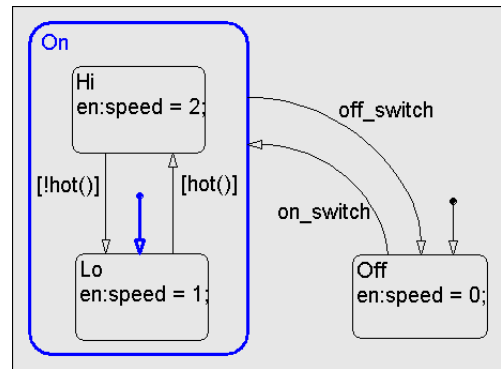 On
Hi
en:speed = 2;
off_switch
[!hot()]
[hot()]
on_switch
Lo
en:speed = 1;
Off
en:speed = 0;